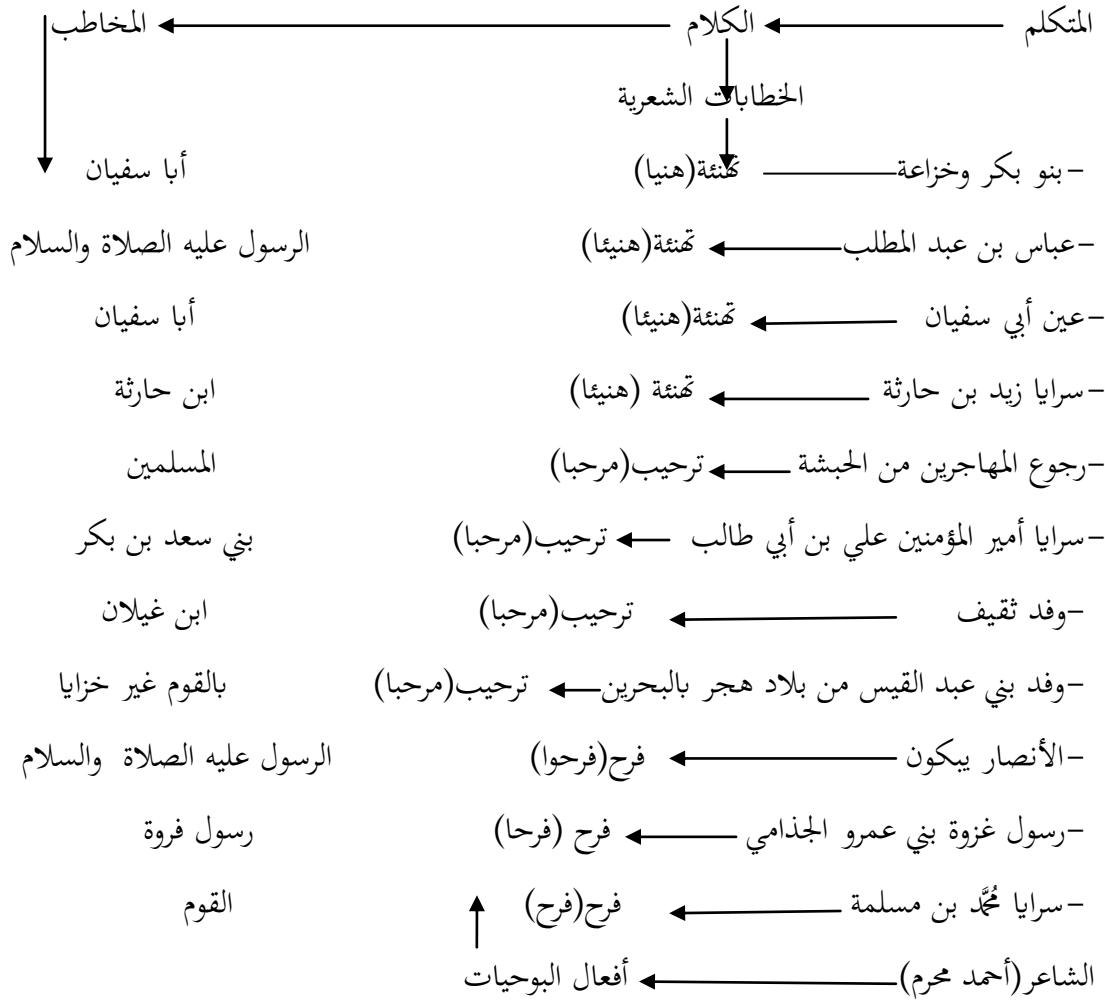 المتكلم الكلام المخاطب
الخطابات الشعرية
-بنو بكر وخزاعة تهنئة(هنيا) أبا سفيان
-عباس بن عبد المطلب تهنئة(هنيئا) الرسول عليه الصلاة والسلام
-عين أبي سفيان تهنئة(هنيئا) أبا سفيان
-سرايا زيد بن حارثة تهنئة (هنيئا) ابن حارثة
-رجوع المهاجرين من الحبشة ترحيب(مرحبا) المسلمين
-سرايا أمير المؤمنين علي بن أبي طالب ترحيب(مرحبا) بني سعد بن بكر
-وفد ثقيف ترحيب(مرحبا) ابن غيلان
-وفد بني عبد القيس من بلاد هجر بالبحرين ترحيب(مرحبا) بالقوم غير خزايا
-الأنصار يبكون فرح(فرحوا) الرسول عليه الصلاة والسلام
-رسول غزوة بني عمرو الجذامي فرح (فرحا) رسول فروة
-سرايا مُحَّد بن مسلمة فرح(فرح) القوم
الشاعر(أحمد محرم) أفعال البوحيات